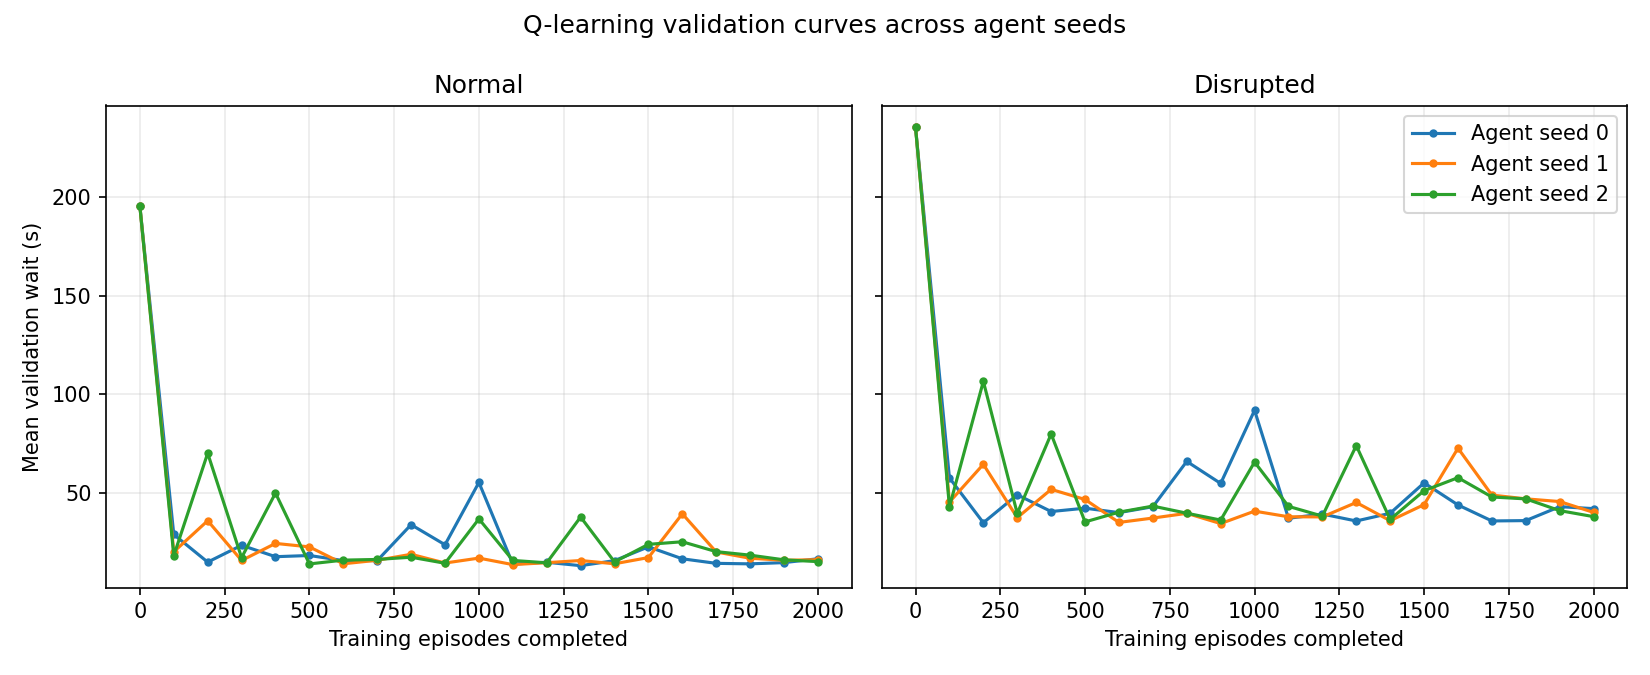 Q-learning validation curves across agent seeds
Normal
Mean validation wait (s)
200
150
100
50
0 250 500 750 1000 1250 1500 1750 2000
Training episodes completed
Disrupted
Agent seed 0
Agent seed 1
Agent seed 2
0 250 500 750 1000 1250 1500 1750 2000
Training episodes completed